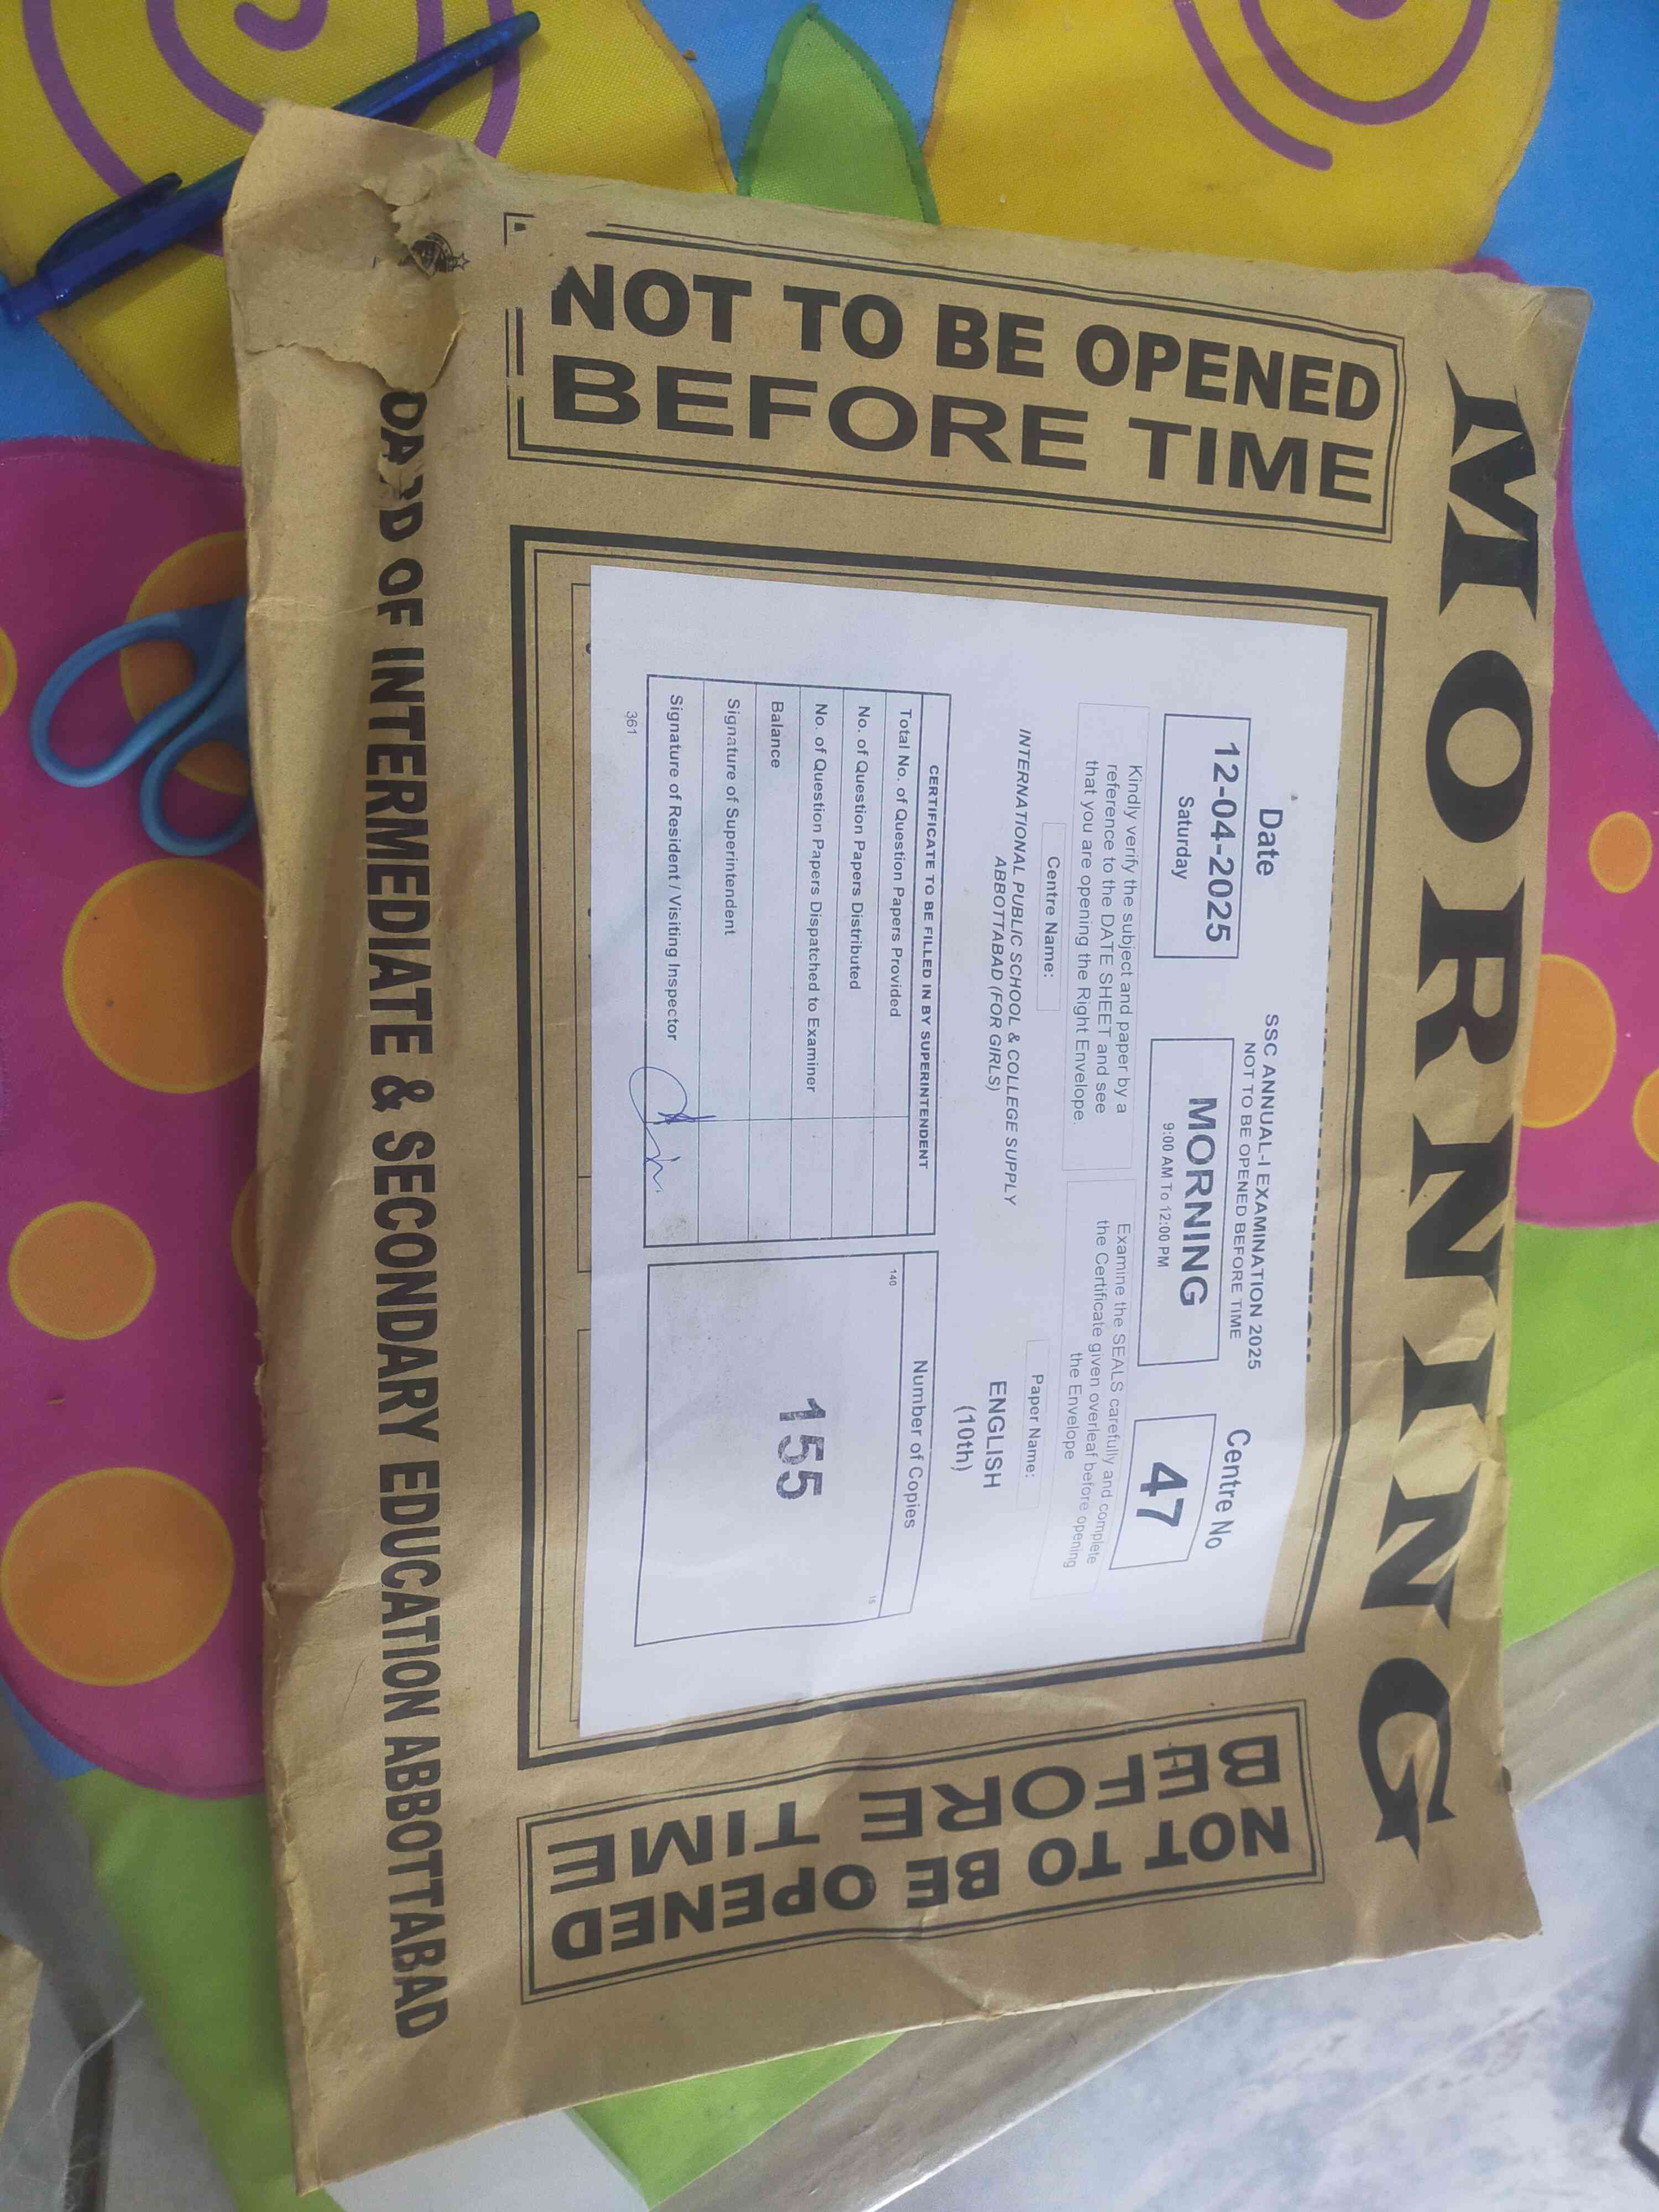 MORNING
NOT TO BE OPENED
BEFORE TIME
Date
12-04-2025
Saturday
SSC ANNUAL-I EXAMINATION 2025
NOT TO BE OPENED BEFORE TIME
MORNING
9:00 AM To 12:00 PM
Centre No
47
Kindly verify the subject and paper by a
reference to the DATE SHEET and see
that you are opening the Right Envelope.
Examine the SEALS carefully and complete
the Certificate given overleaf before opening
the Envelope
Centre Name:
INTERNATIONAL PUBLIC SCHOOL & COLLEGE SUPPLY
ABBOTTABAD (FOR GIRLS)
Paper Name:
ENGLISH
(10th)
CERTIFICATE TO BE FILLED IN BY SUPERINTENDENT
Total No. of Question Papers Provided
No. of Question Papers Distributed
No. of Question Papers Dispatched to Examiner
Balance
Signature of Superintendent
Signature of Resident / Visiting Inspector
361
Number of Copies
140
15
155
NOT TO BE OPENED
BEFORE TIME
OARD OF INTERMEDIATE & SECONDARY EDUCATION ABBOTTABAD